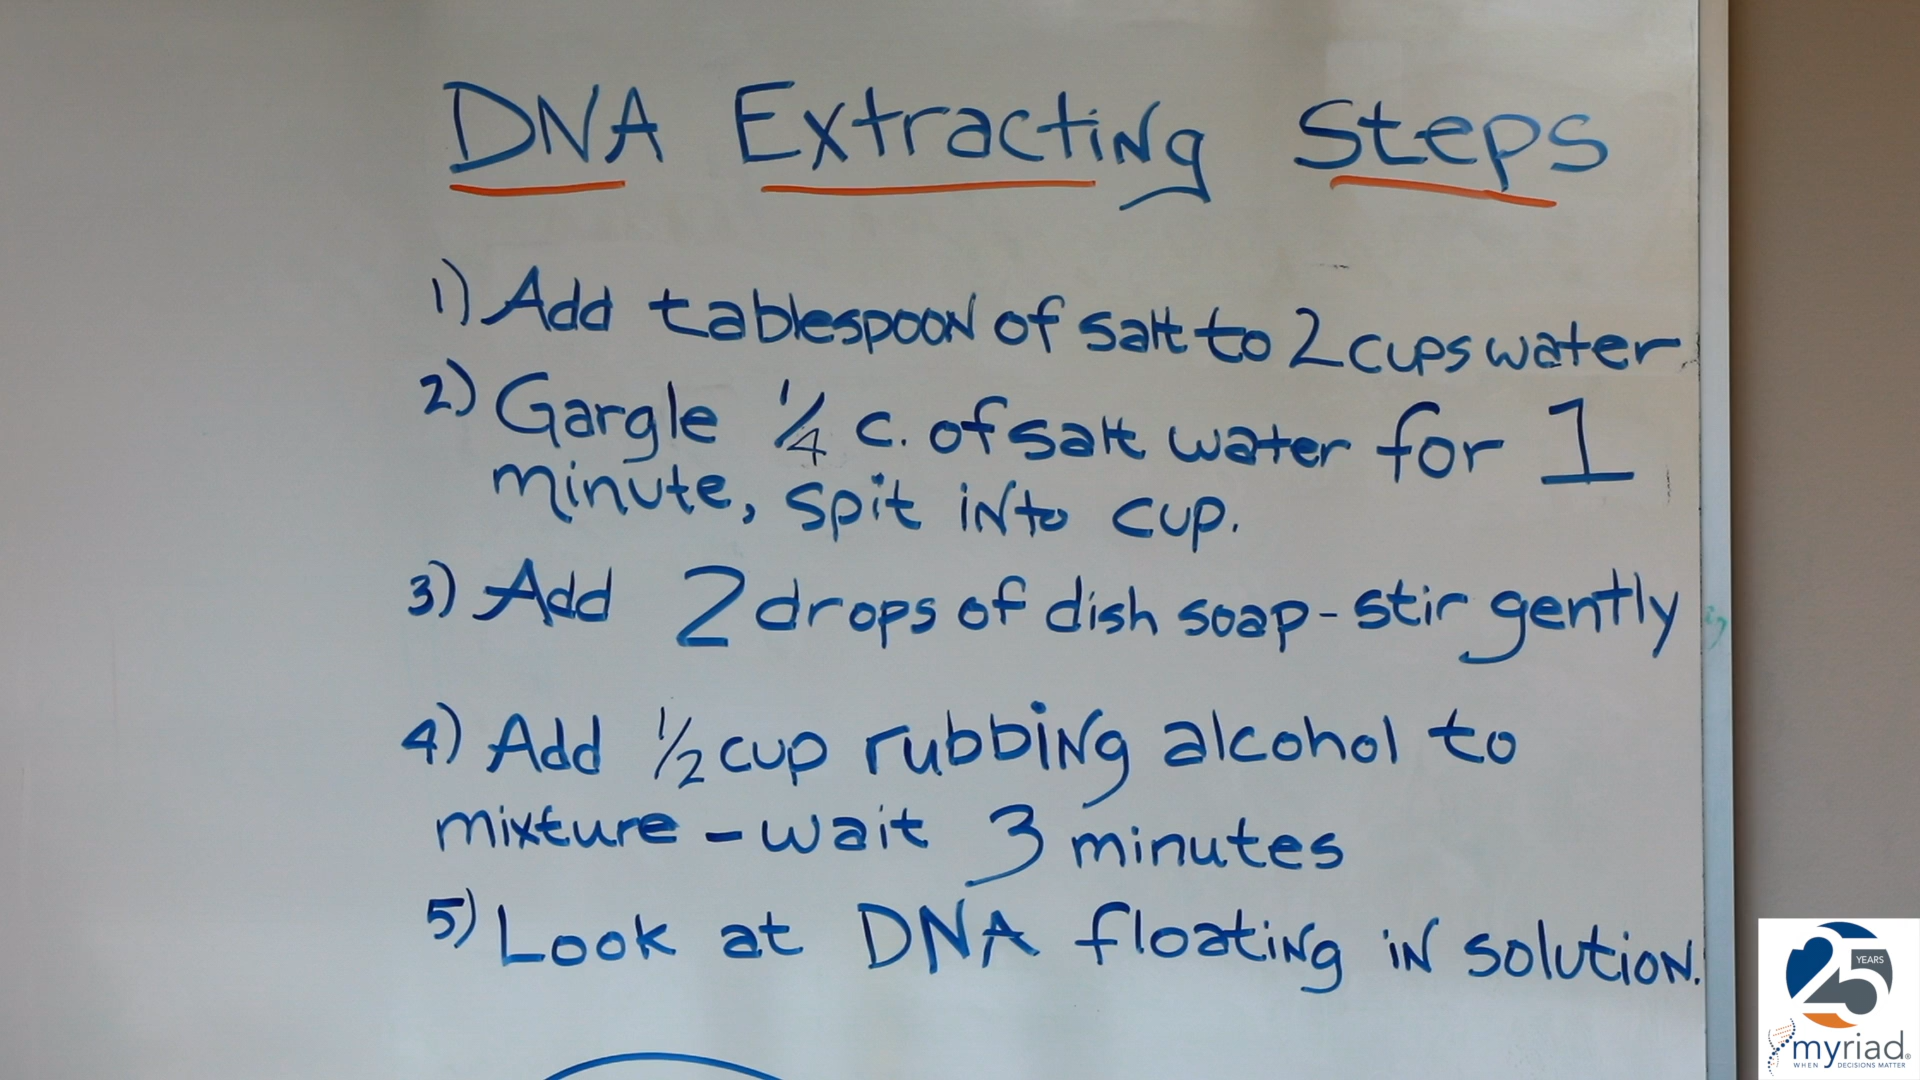 DNA Extracting Steps
1) Add tablespoon of salt to 2 cups water
2) Gargle 1/4 c. of salt water for 1
minute, spit into cup.
3) Add 2 drops of dish soap - stir gently
4) Add 1/2 cup rubbing alcohol to
mixture - wait 3 minutes
5) Look at DNA floating in solution.
25 YEARS
myriad®
WHEN DECISIONS MATTER